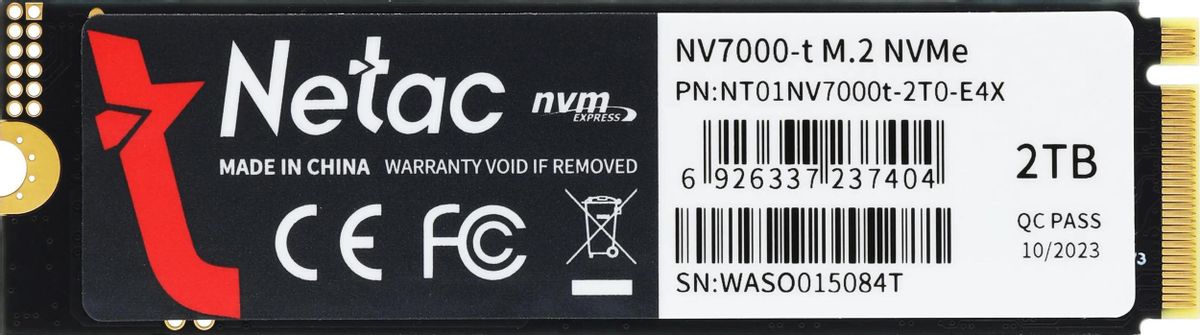 Netac
nvm
EXPRESS
MADE IN CHINA WARRANTY VOID IF REMOVED
CE FC
NV7000-t M.2 NVMe
PN:NT01NV7000t-2T0-E4X
6 926337 237404
2TB
QC PASS
10/2023
SN:WASO015084T